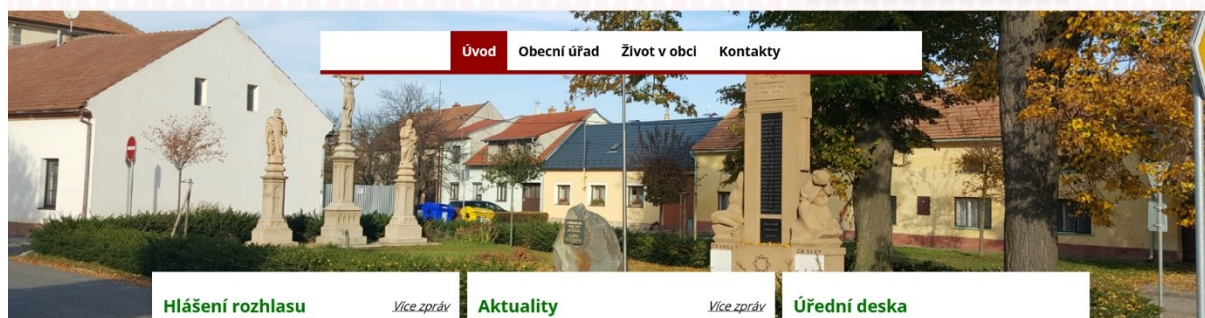 Úvod Obecní úřad Život v obci Kontakty
Hlášení rozhlasu Více zpráv Aktuality Více zpráv Úřední deska